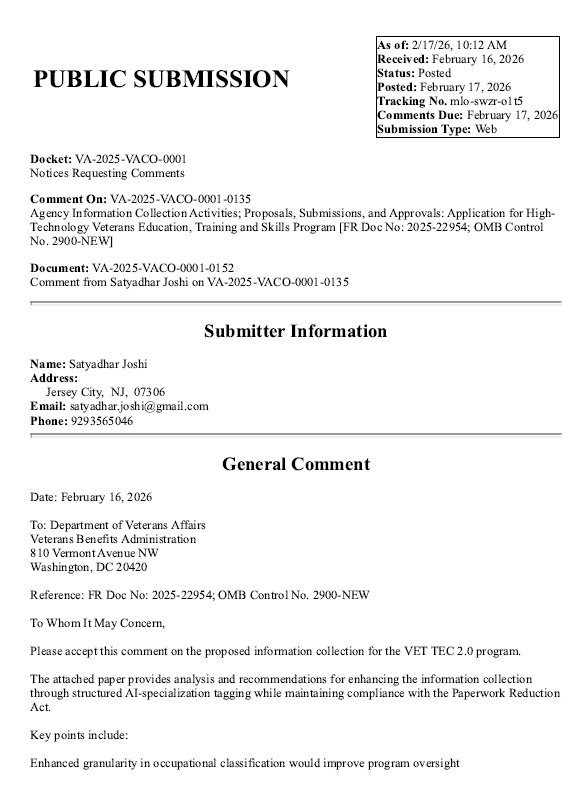 PUBLIC SUBMISSION
As of: 2/17/26, 10:12 AM
Received: February 16, 2026
Status: Posted
Posted: February 17, 2026
Tracking No. mlo-swzr-o1t5
Comments Due: February 17, 2026
Submission Type: Web
Docket: VA-2025-VACO-0001
Notices Requesting Comments
Comment On: VA-2025-VACO-0001-0135
Agency Information Collection Activities; Proposals, Submissions, and Approvals: Application for High-
Technology Veterans Education, Training and Skills Program [FR Doc No: 2025-22954; OMB Control
No. 2900-NEW]
Document: VA-2025-VACO-0001-0152
Comment from Satyadhar Joshi on VA-2025-VACO-0001-0135
Submitter Information
Name: Satyadhar Joshi
Address:
Jersey City, NJ, 07306
Email: satyadhar.joshi@gmail.com
Phone: 9293565046
General Comment
Date: February 16, 2026
To: Department of Veterans Affairs
Veterans Benefits Administration
810 Vermont Avenue NW
Washington, DC 20420
Reference: FR Doc No: 2025-22954; OMB Control No. 2900-NEW
To Whom It May Concern,
Please accept this comment on the proposed information collection for the VET TEC 2.0 program.
The attached paper provides analysis and recommendations for enhancing the information collection
through structured AI-specialization tagging while maintaining compliance with the Paperwork Reduction
Act.
Key points include:
Enhanced granularity in occupational classification would improve program oversight